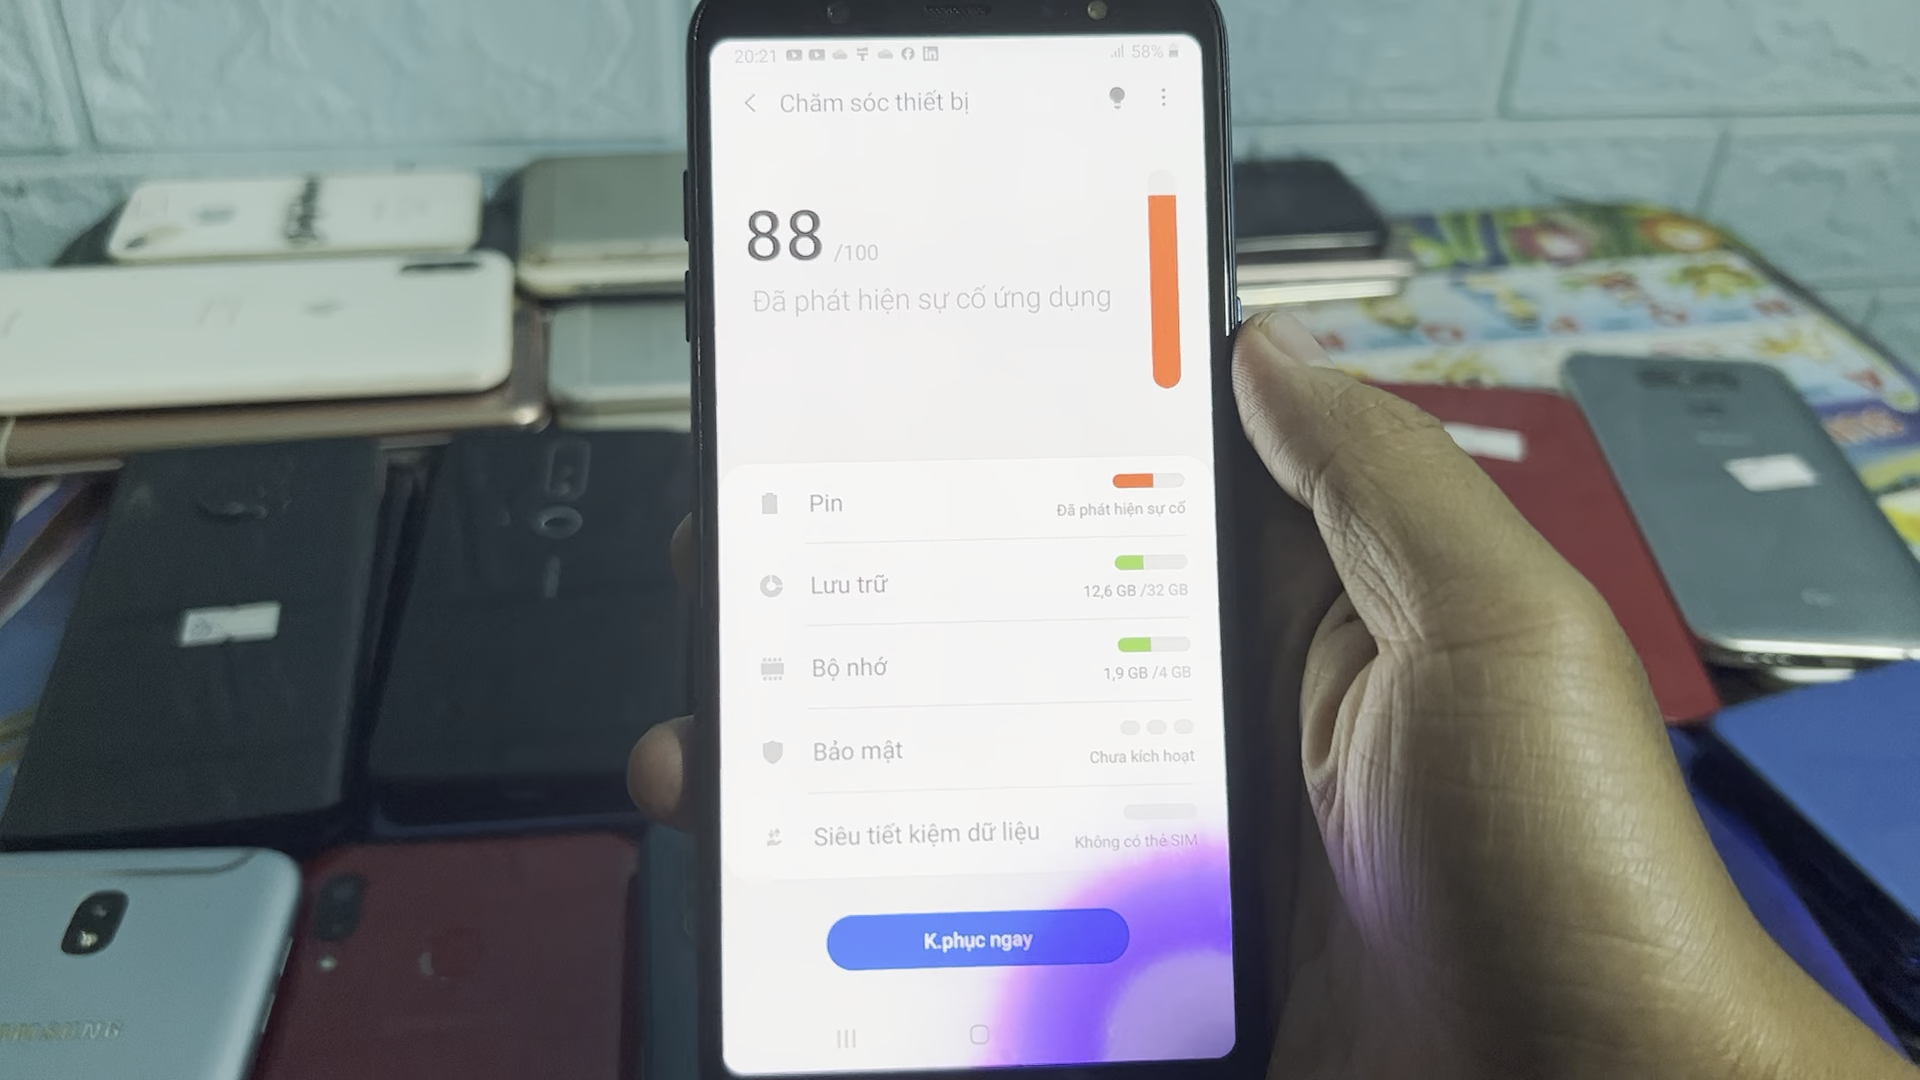 20:21
58%
Chăm sóc thiết bị
88 /100
Đã phát hiện sự cố ứng dụng
Pin
Đã phát hiện sự cố
Lưu trữ
12,6 GB /32 GB
Bộ nhớ
1,9 GB /4 GB
Bảo mật
Chưa kích hoạt
Siêu tiết kiệm dữ liệu
Không có thẻ SIM
K.phục ngay
SAMSUNG